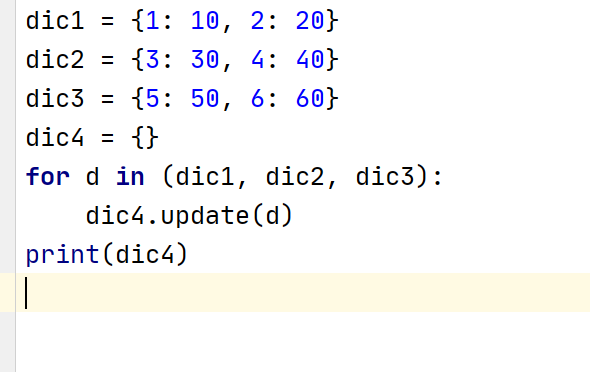 dic1 = {1: 10, 2: 20}
dic2 = {3: 30, 4: 40}
dic3 = {5: 50, 6: 60}
dic4 = {}
for d in (dic1, dic2, dic3):
    dic4.update(d)
print(dic4)